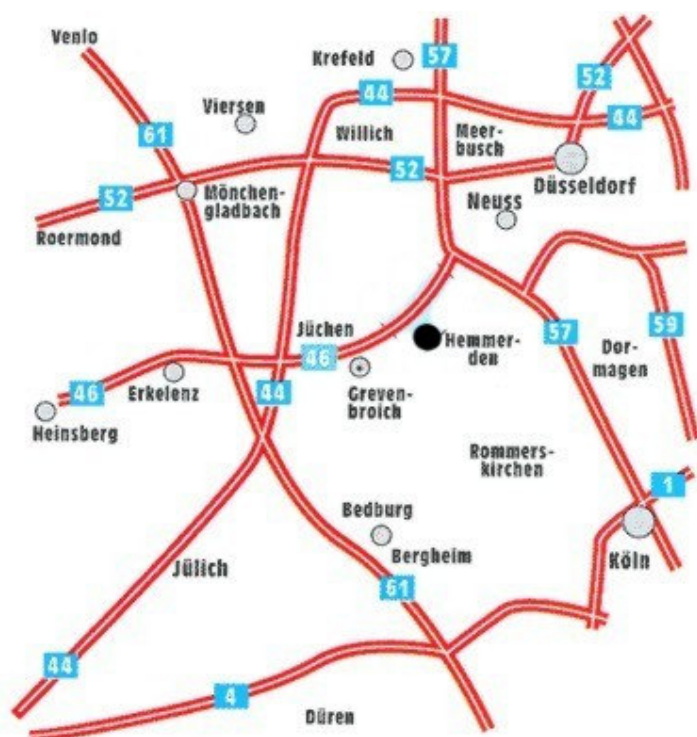 Venlo
Krefeld
57
52
44
Viersen
61
Willich
Meer-
busch
44
52
52
Mönchen-
gladbach
Neuss
Düsseldorf
Roermond
Jüchen
46
Hemmer-
den
57
Dor-
magen
59
46
Erkelenz
44
Greven-
broich
Heinsberg
Rommers-
kirchen
1
Bedburg
Bergheim
Köln
Jülich
61
44
4
Düren